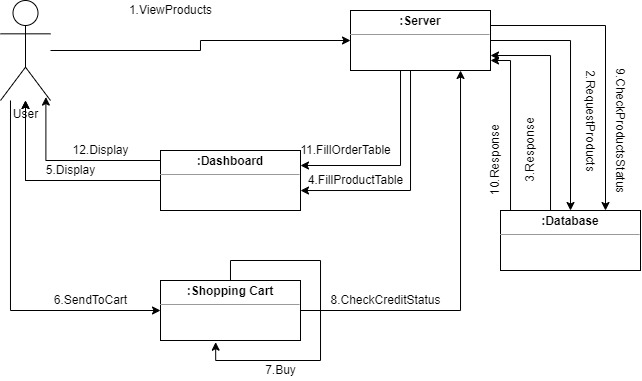 1.ViewProducts
:Server
User
12.Display
5.Display
:Dashboard
11.FillOrderTable
4.FillProductTable
10.Response
3.Response
2.RequestProducts
9.CheckProductsStatus
:Database
6.SendToCart
:Shopping Cart
8.CheckCreditStatus
7.Buy